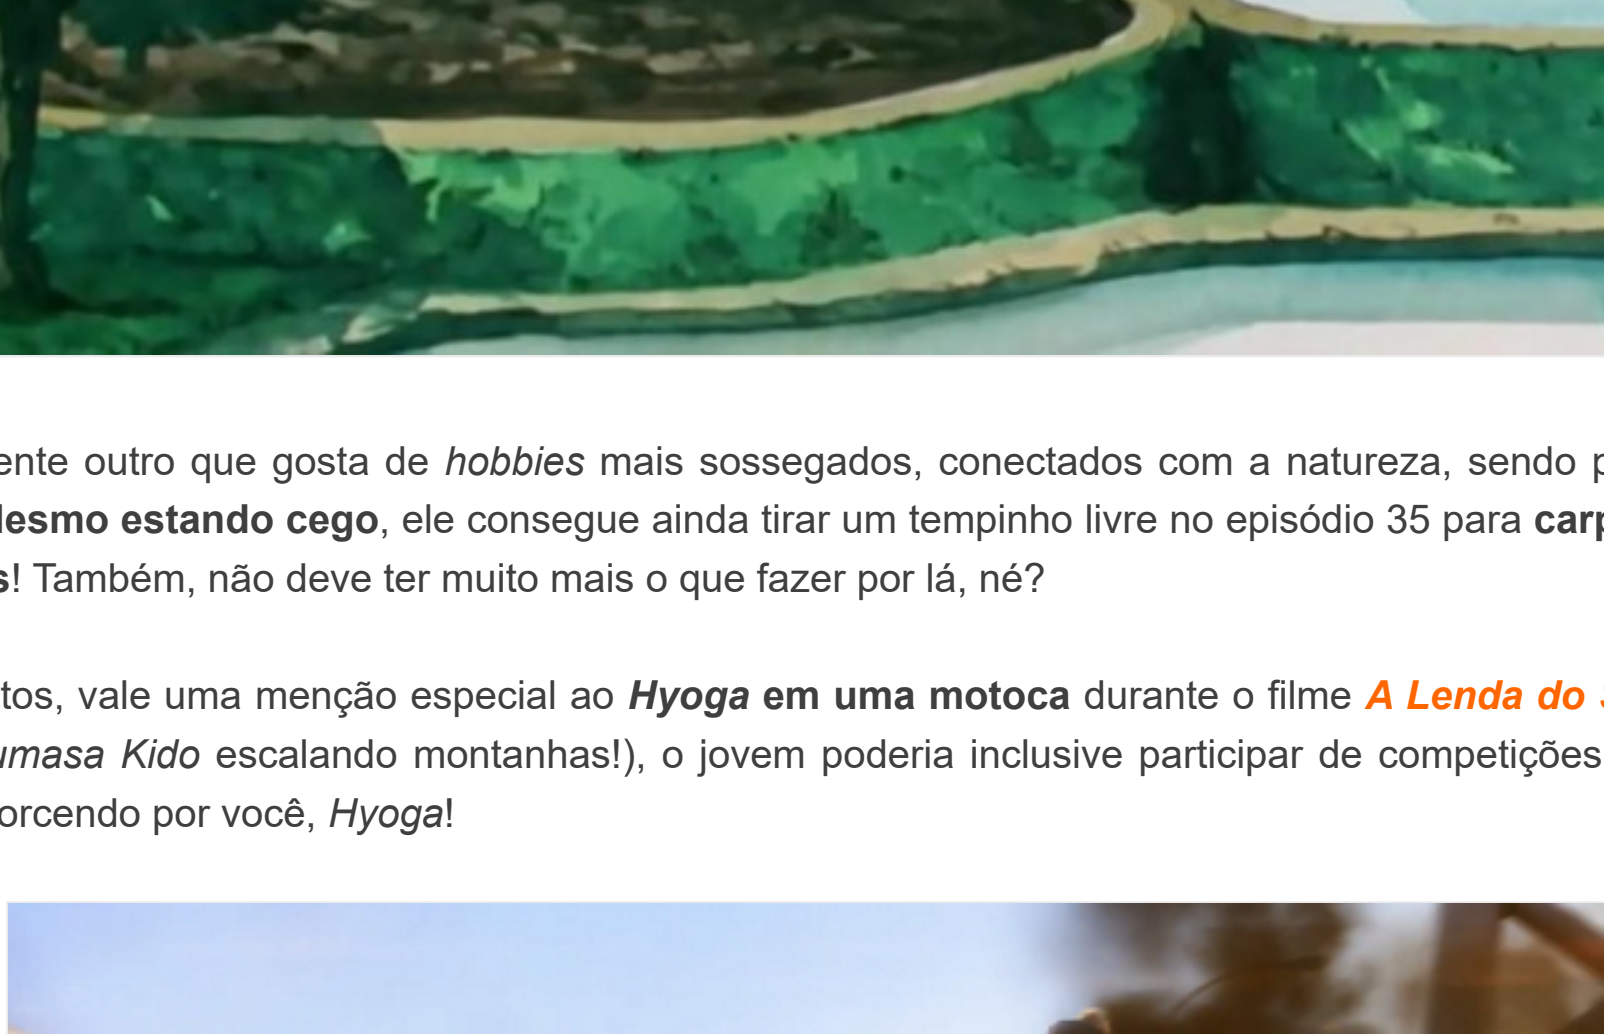 ente outro que gosta de hobbies mais sossegados, conectados com a natureza, sendo p
esmo estando cego, ele consegue ainda tirar um tempinho livre no episódio 35 para carp
s! Também, não deve ter muito mais o que fazer por lá, né?
tos, vale uma menção especial ao Hyoga em uma motoca durante o filme A Lenda do
umasa Kido escalando montanhas!), o jovem poderia inclusive participar de competições
orcendo por você, Hyoga!